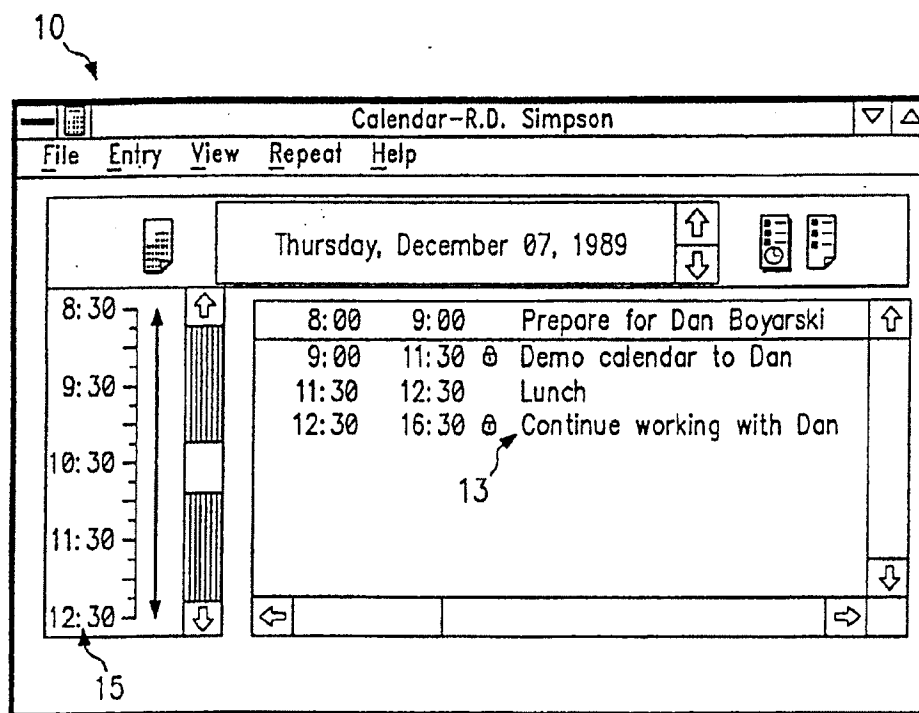 10
Calendar-R.D. Simpson
File Entry View Repeat Help
Thursday, December 07, 1989
8:30
9:30
10:30
11:30
12:30
8:00 9:00 Prepare for Dan Boyarski
9:00 11:30 Demo calendar to Dan
11:30 12:30 Lunch
12:30 16:30 Continue working with Dan
13
15